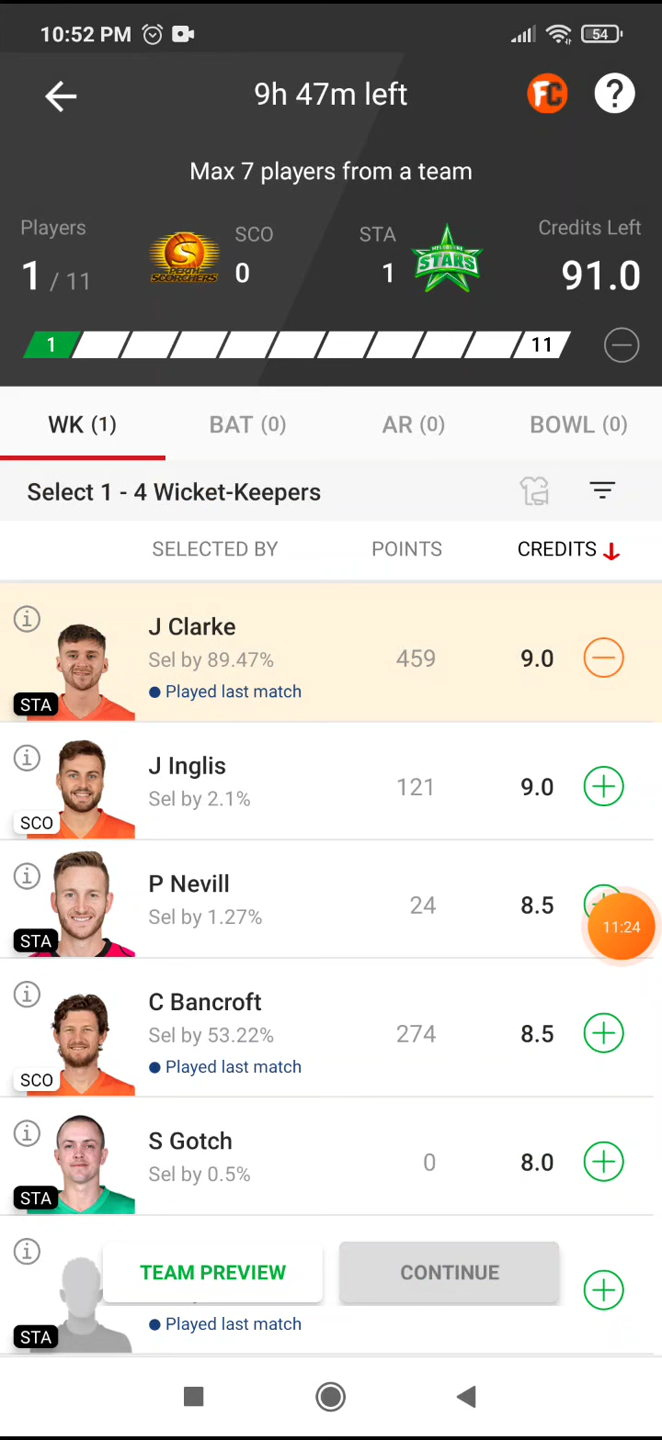 10:52 PM
54
9h 47m left
FC
?
Max 7 players from a team
Players
SCO
STA
Credits Left
1 / 11
PERTH
SCORCHERS
0
1
MELBOURNE
STARS
91.0
1
11
WK (1)
BAT (0)
AR (0)
BOWL (0)
Select 1 - 4 Wicket-Keepers
SELECTED BY
POINTS
CREDITS
J Clarke
Sel by 89.47%
459
9.0
Played last match
STA
J Inglis
Sel by 2.1%
121
9.0
SCO
P Nevill
Sel by 1.27%
24
8.5
11:24
STA
C Bancroft
Sel by 53.22%
274
8.5
Played last match
SCO
S Gotch
Sel by 0.5%
0
8.0
STA
TEAM PREVIEW
CONTINUE
Played last match
STA